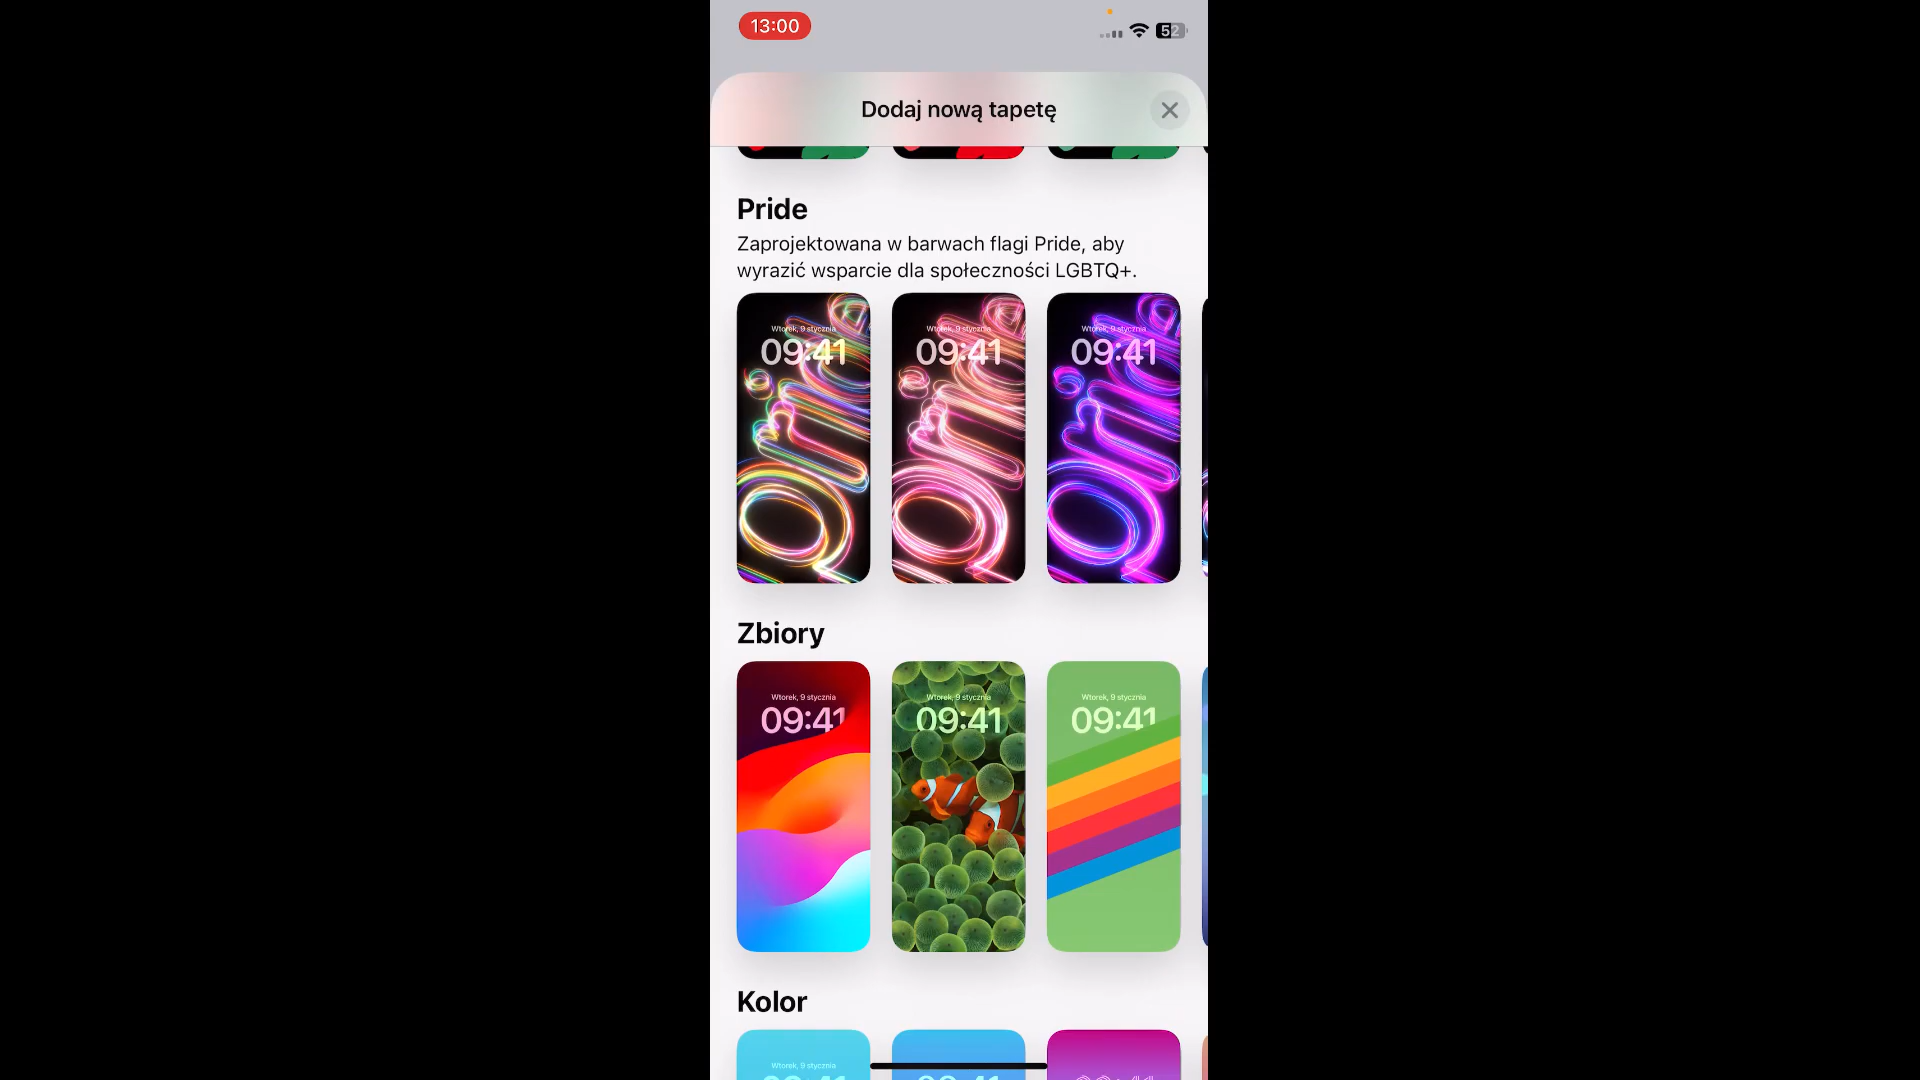 13:00
52
Dodaj nową tapetę
Pride
Zaprojektowana w barwach flagi Pride, aby
wyrazić wsparcie dla społeczności LGBTQ+.
Wtorek, 9 stycznia
09:41
Wtorek, 9 stycznia
09:41
Wtorek, 9 stycznia
09:41
Zbiory
Wtorek, 9 stycznia
09:41
Wtorek, 9 stycznia
09:41
Wtorek, 9 stycznia
09:41
Kolor
Wtorek, 9 stycznia